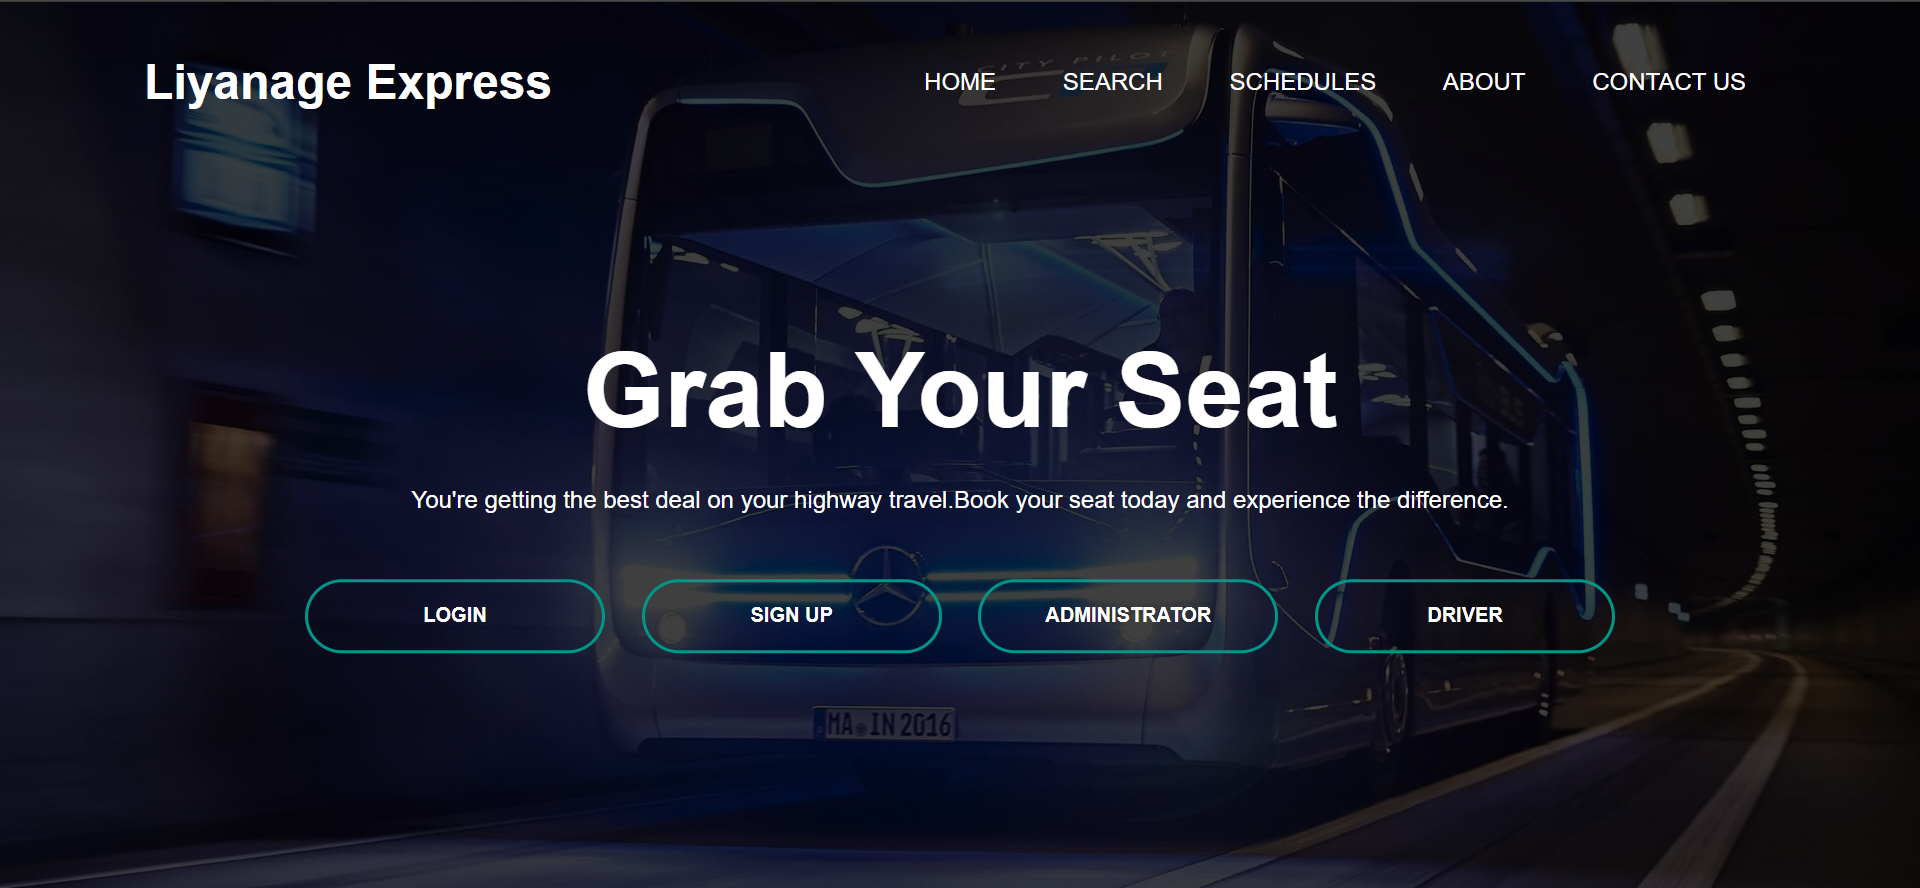 Liyanage Express
HOME SEARCH SCHEDULES ABOUT CONTACT US
CITY PILOT
Grab Your Seat
You're getting the best deal on your highway travel.Book your seat today and experience the difference.
LOGIN SIGN UP ADMINISTRATOR DRIVER
MA IN 2016